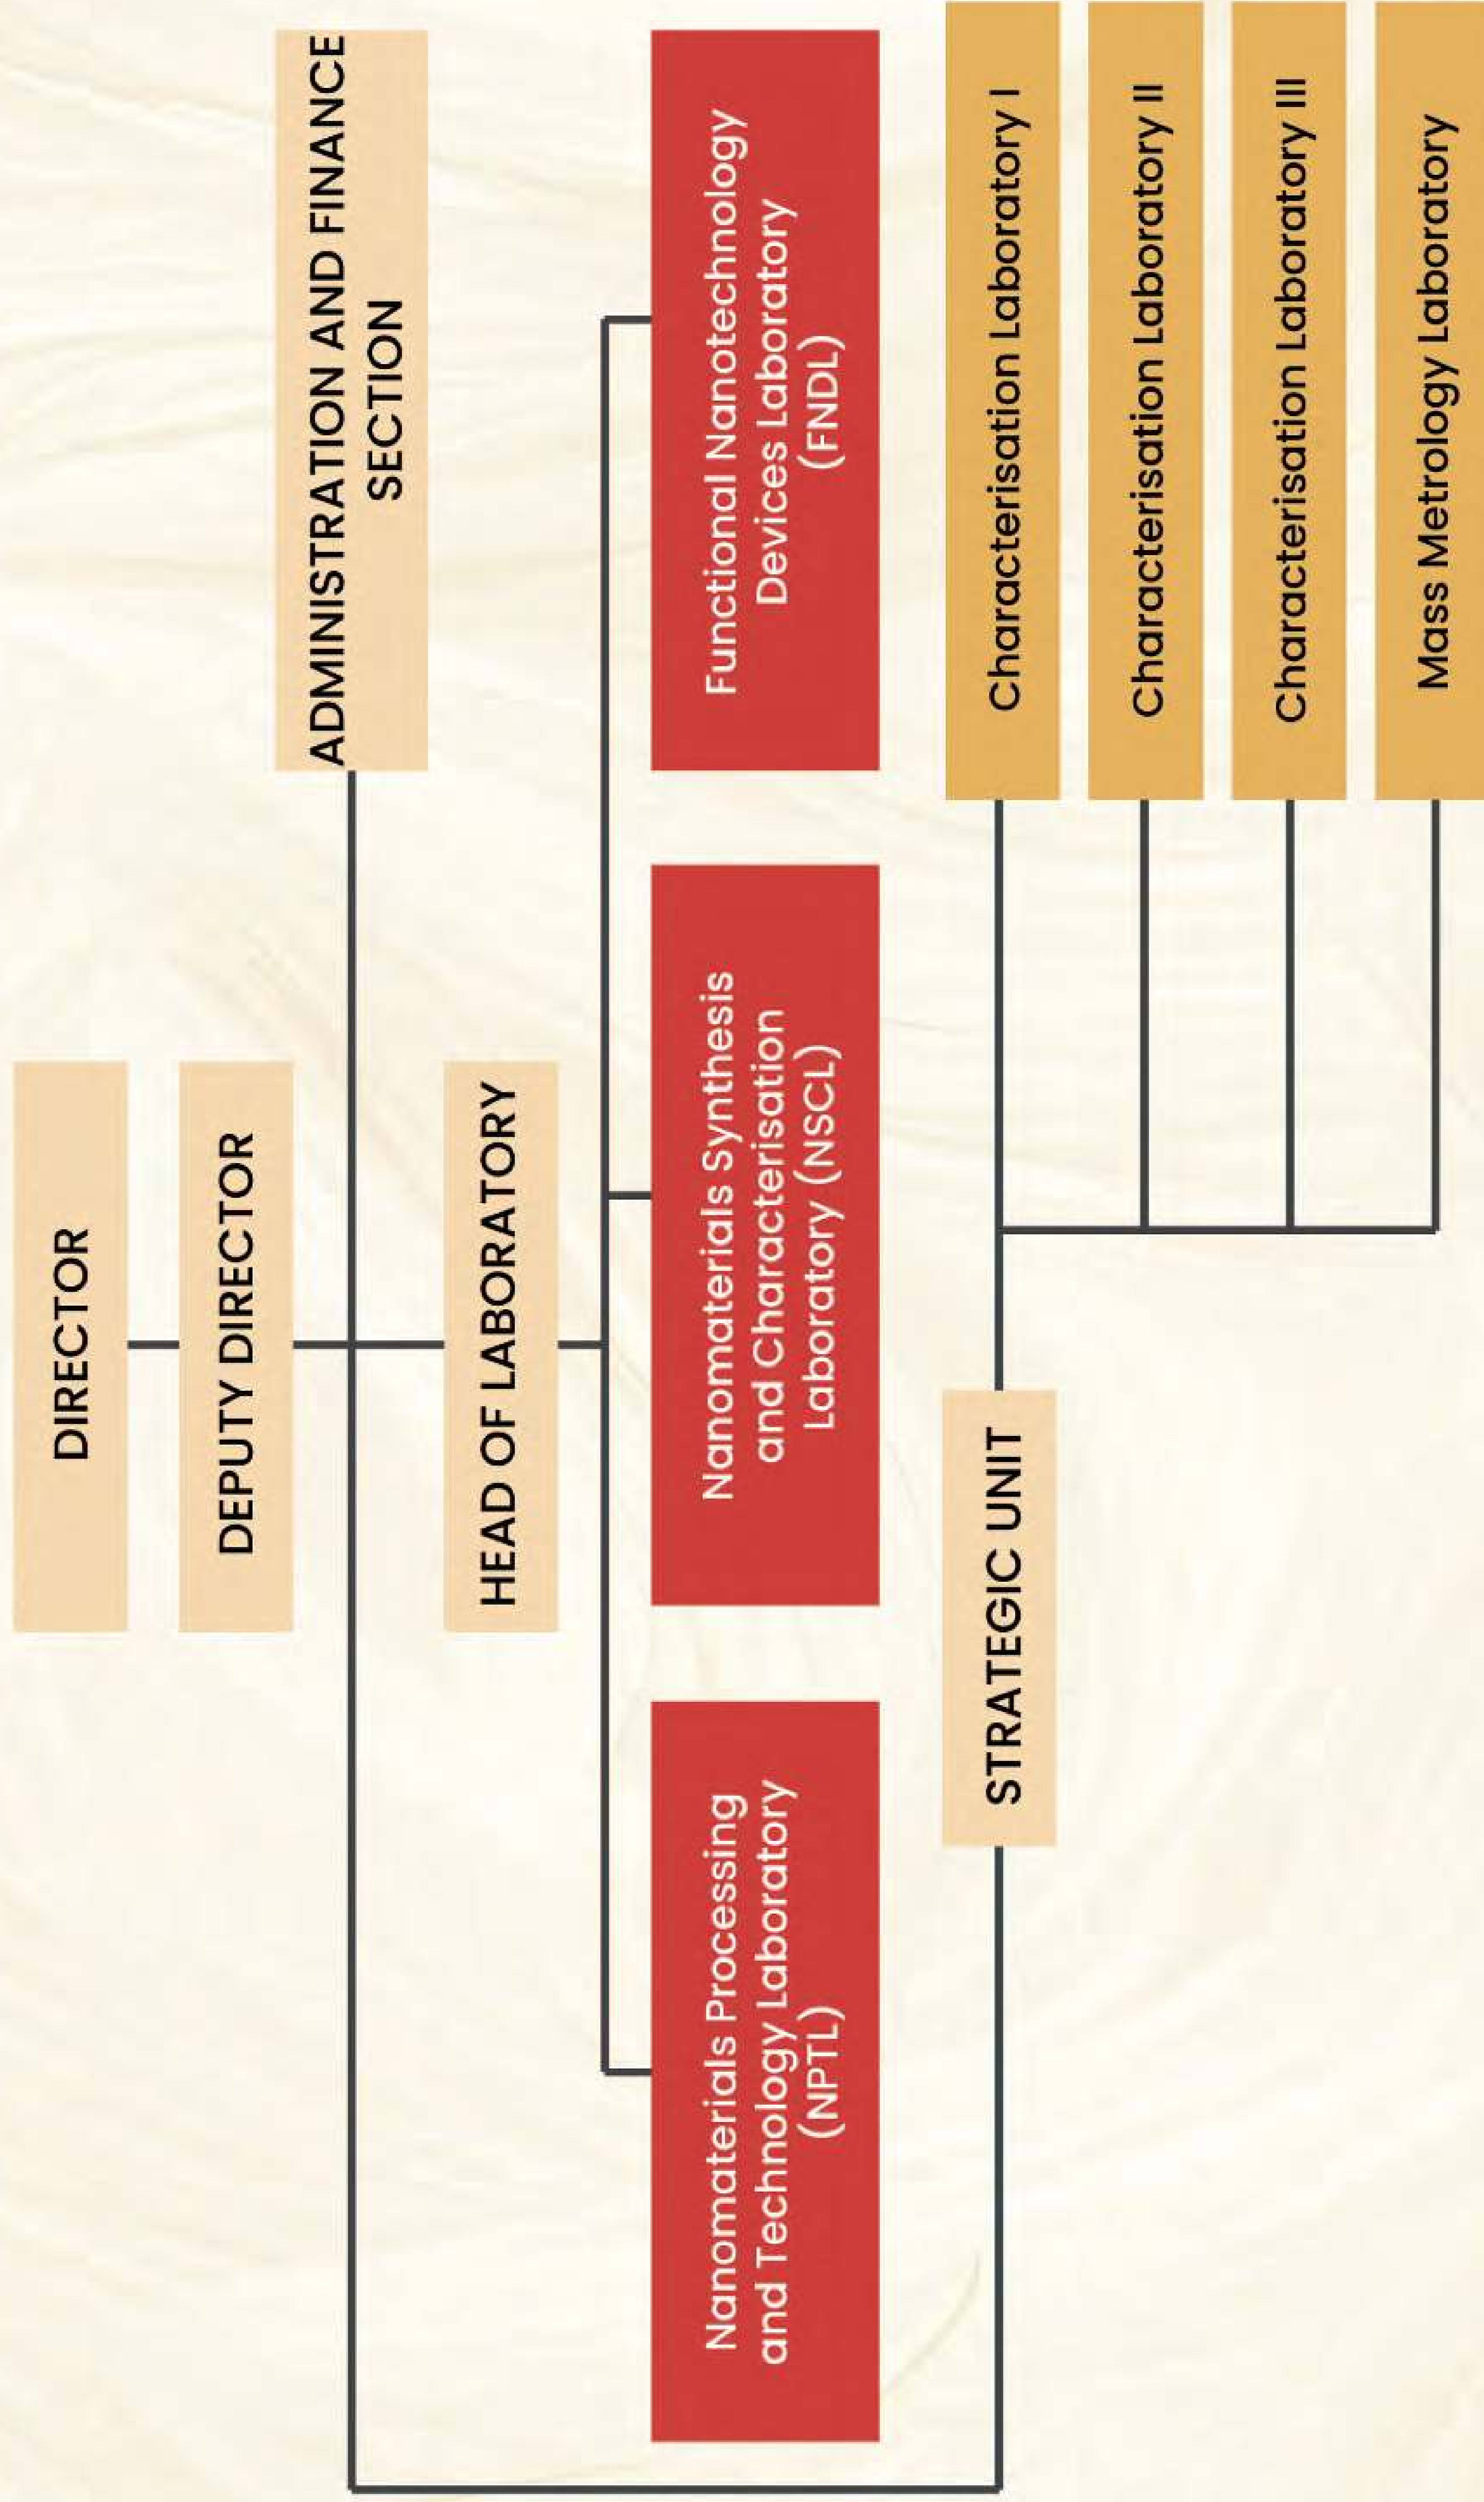 DIRECTOR
DEPUTY DIRECTOR
ADMINISTRATION AND FINANCE
SECTION
HEAD OF LABORATORY
Nanomaterials Processing
and Technology Laboratory
(NPTL)
Nanomaterials Synthesis
and Characterisation
Laboratory (NSCL)
Functional Nanotechnology
Devices Laboratory
(FNDL)
STRATEGIC UNIT
Characterisation Laboratory I
Characterisation Laboratory II
Characterisation Laboratory III
Mass Metrology Laboratory